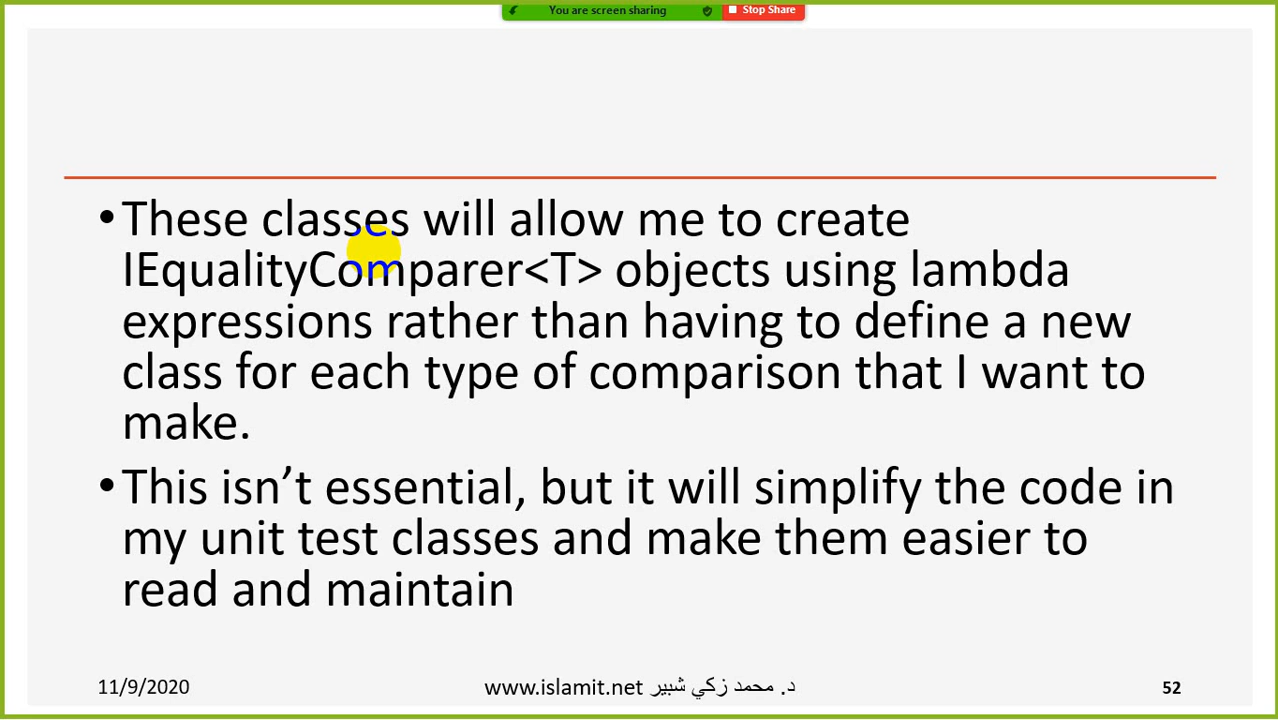 You are screen sharing Stop Share
•These classes will allow me to create
IEqualityComparer<T> objects using lambda
expressions rather than having to define a new
class for each type of comparison that I want to
make.
•This isn’t essential, but it will simplify the code in
my unit test classes and make them easier to
read and maintain
11/9/2020 www.islamit.net د. محمد زكي شبير 52